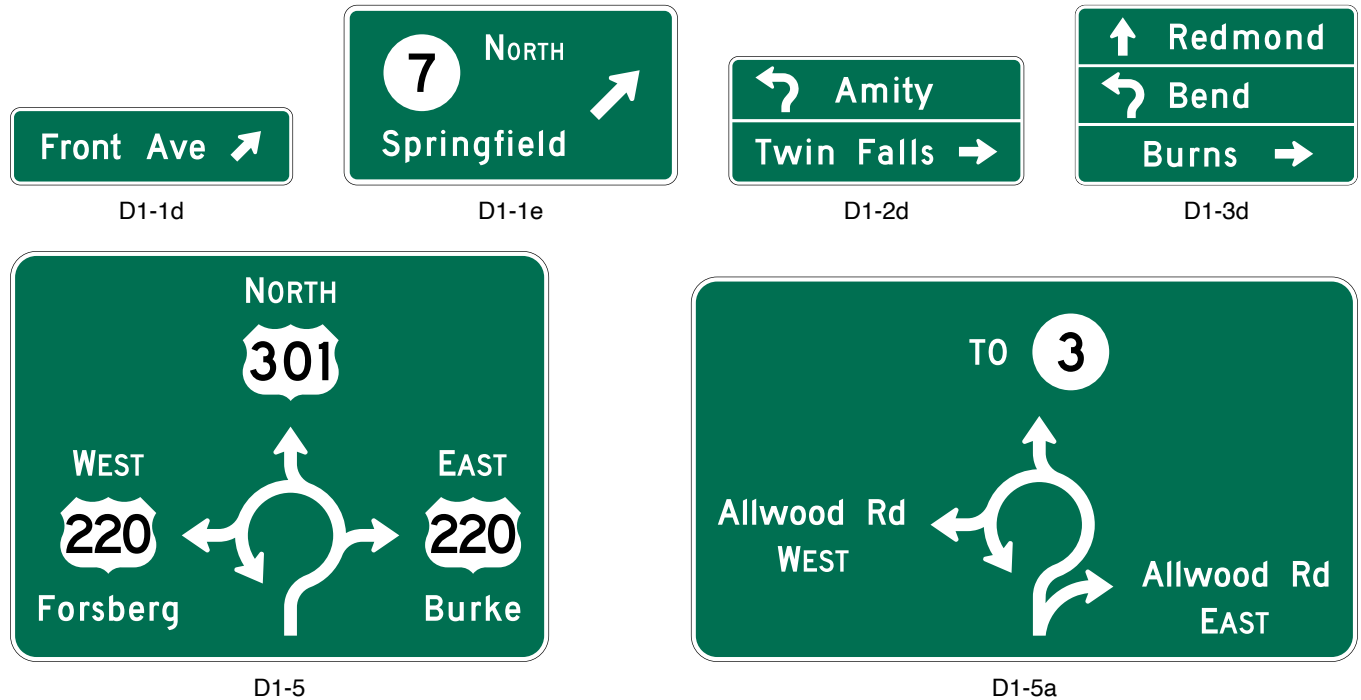 Front Ave
D1-1d
7 NORTH
Springfield
D1-1e
Amity
Twin Falls
D1-2d
Redmond
Bend
Burns
D1-3d
NORTH
301
WEST
220
Forsberg
EAST
220
Burke
D1-5
TO 3
Allwood Rd
WEST
Allwood Rd
EAST
D1-5a